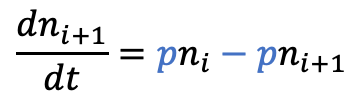 dn_{i+1}/dt = pn_i − pn_{i+1}